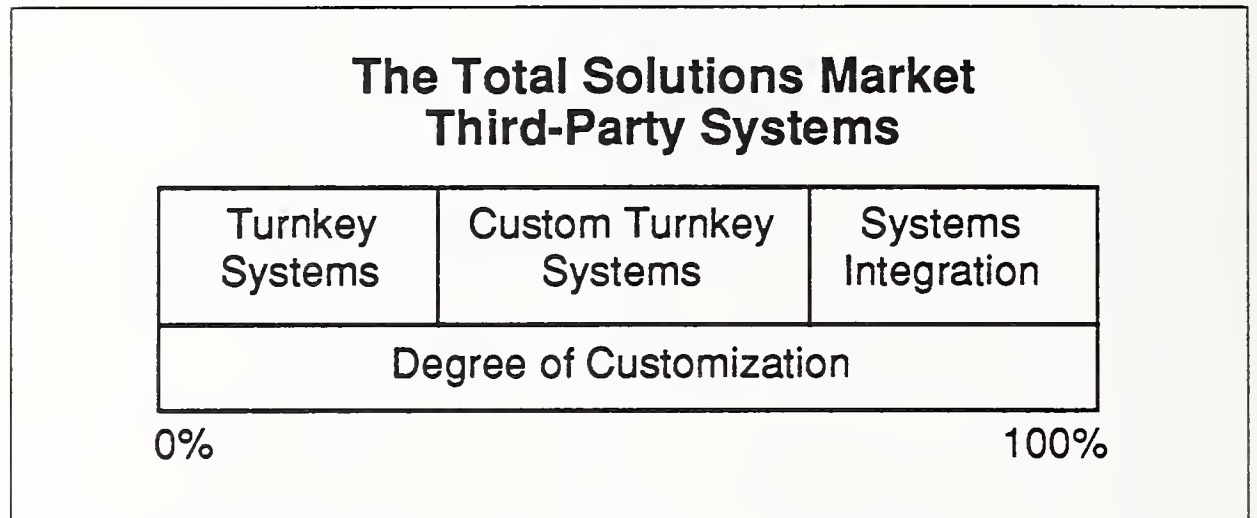 The Total Solutions Market
Third-Party Systems
Turnkey
Systems
Custom Turnkey
Systems
Systems
Integration
Degree of Customization
0%
100%